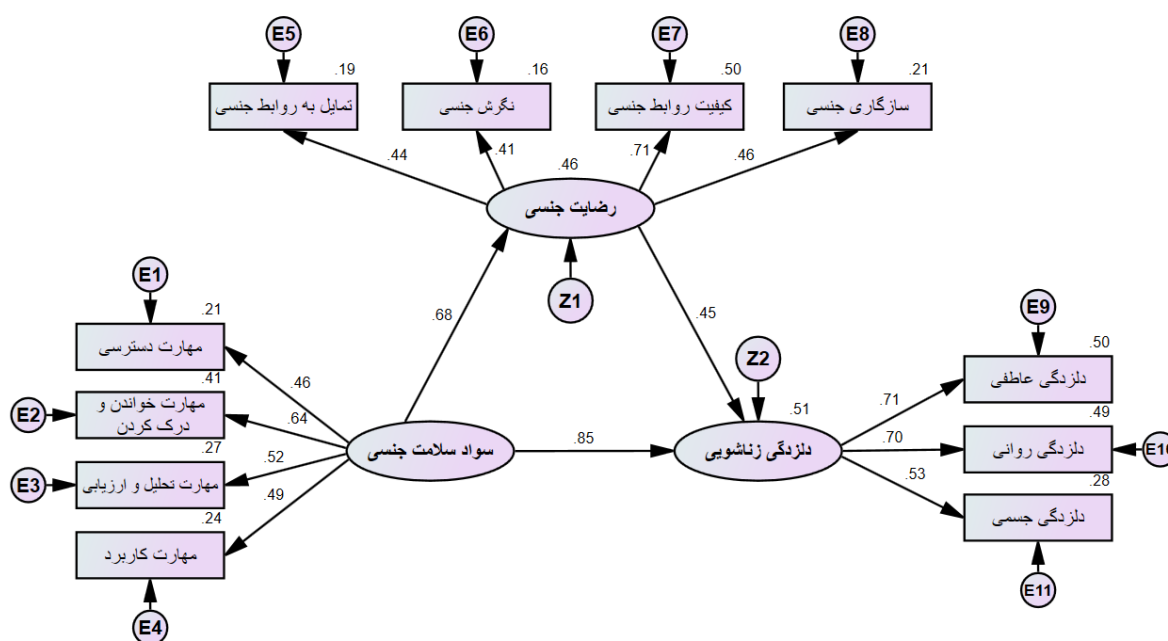 E5
E6
E7
E8
.19
.16
.50
.21
تمایل به روابط جنسی
نگرش جنسی
کیفیت روابط جنسی
سازگاری جنسی
.44
.41
.71
.46
.46
رضایت جنسی
Z1
E1
.21
مهارت دسترسی
.68
.45
E9
.50
دلزدگی عاطفی
Z2
.46
.41
E2
مهارت خواندن و
درک کردن
.64
.71
.49
.27
سواد سلامت جنسی
.85
.51
دلزدگی زناشویی
.70
دلزدگی روانی
E10
E3
مهارت تحلیل و ارزیابی
.52
.53
.28
.49
.24
دلزدگی جسمی
مهارت کاربرد
E4
E11